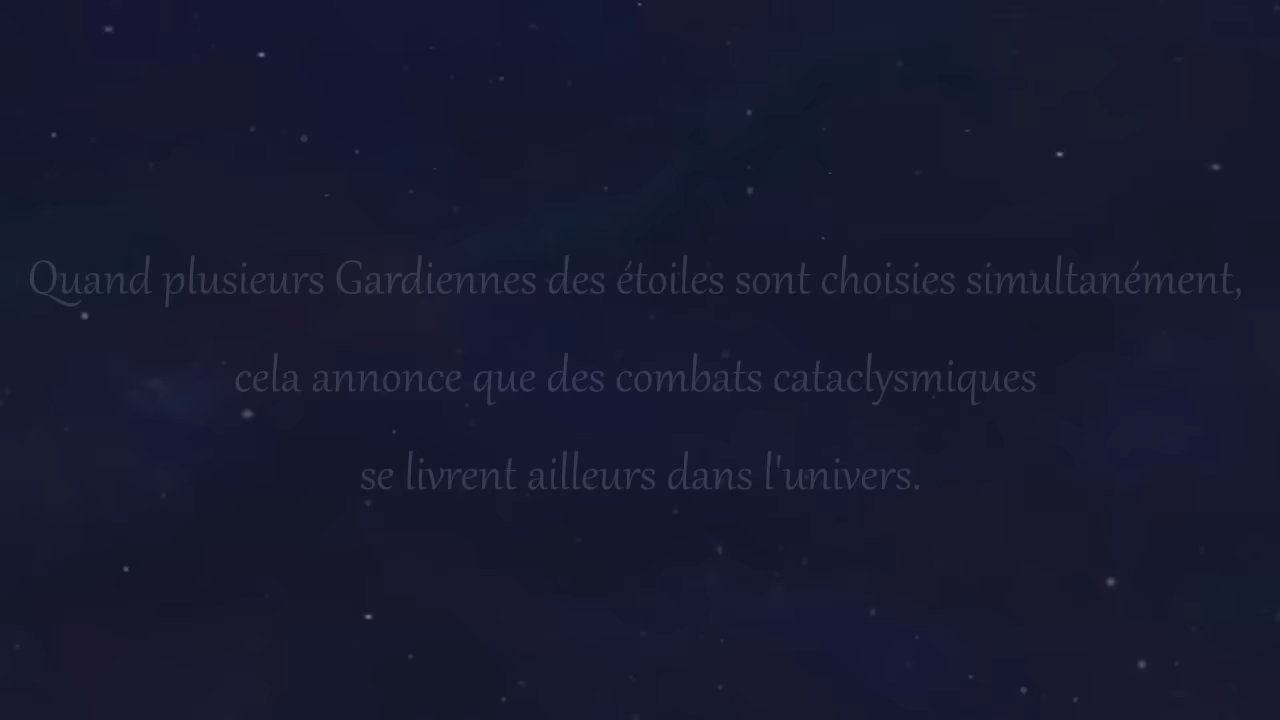 Quand plusieurs Gardiennes des étoiles sont choisies simultanément,
cela annonce que des combats cataclysmiques
se livrent ailleurs dans l'univers.